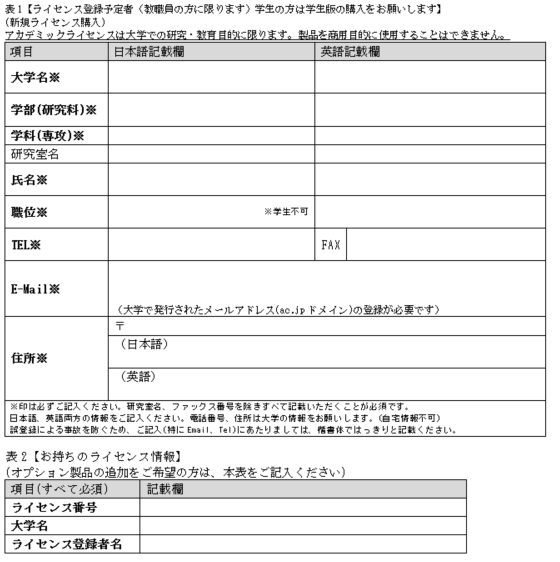 表1【ライセンス登録予定者（教職員の方に限ります）学生の方は学生版の購入をお願いします】
(新規ライセンス購入)
アカデミックライセンスは大学での研究・教育目的に限ります。製品を商用目的に使用することはできません。
項目 日本語記載欄 英語記載欄
大学名※
学部(研究科)※
学科(専攻)※
研究室名
氏名※
職位※ ※学生不可
TEL※ FAX
E-Mail※
（大学で発行されたメールアドレス(ac.jpドメイン)の登録が必要です）
住所※
〒
（日本語）
（英語）
※印は必ずご記入ください。研究室名、ファックス番号を除きすべて記載いただくことが必須です。
日本語、英語両方の情報をご記入ください。電話番号、住所は大学の情報をお願いします。(自宅情報不可)
誤登録による事故を防ぐため、ご記入(特にEmail、Tel)にあたりましては、楷書体ではっきりと記載ください。
表2【お持ちのライセンス情報】
(オプション製品の追加をご希望の方は、本表をご記入ください)
項目(すべて必須) 記載欄
ライセンス番号
大学名
ライセンス登録者名